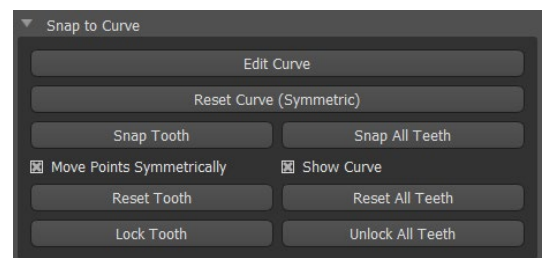 Snap to Curve
Edit Curve
Reset Curve (Symmetric)
Snap Tooth Snap All Teeth
Move Points Symmetrically Show Curve
Reset Tooth Reset All Teeth
Lock Tooth Unlock All Teeth